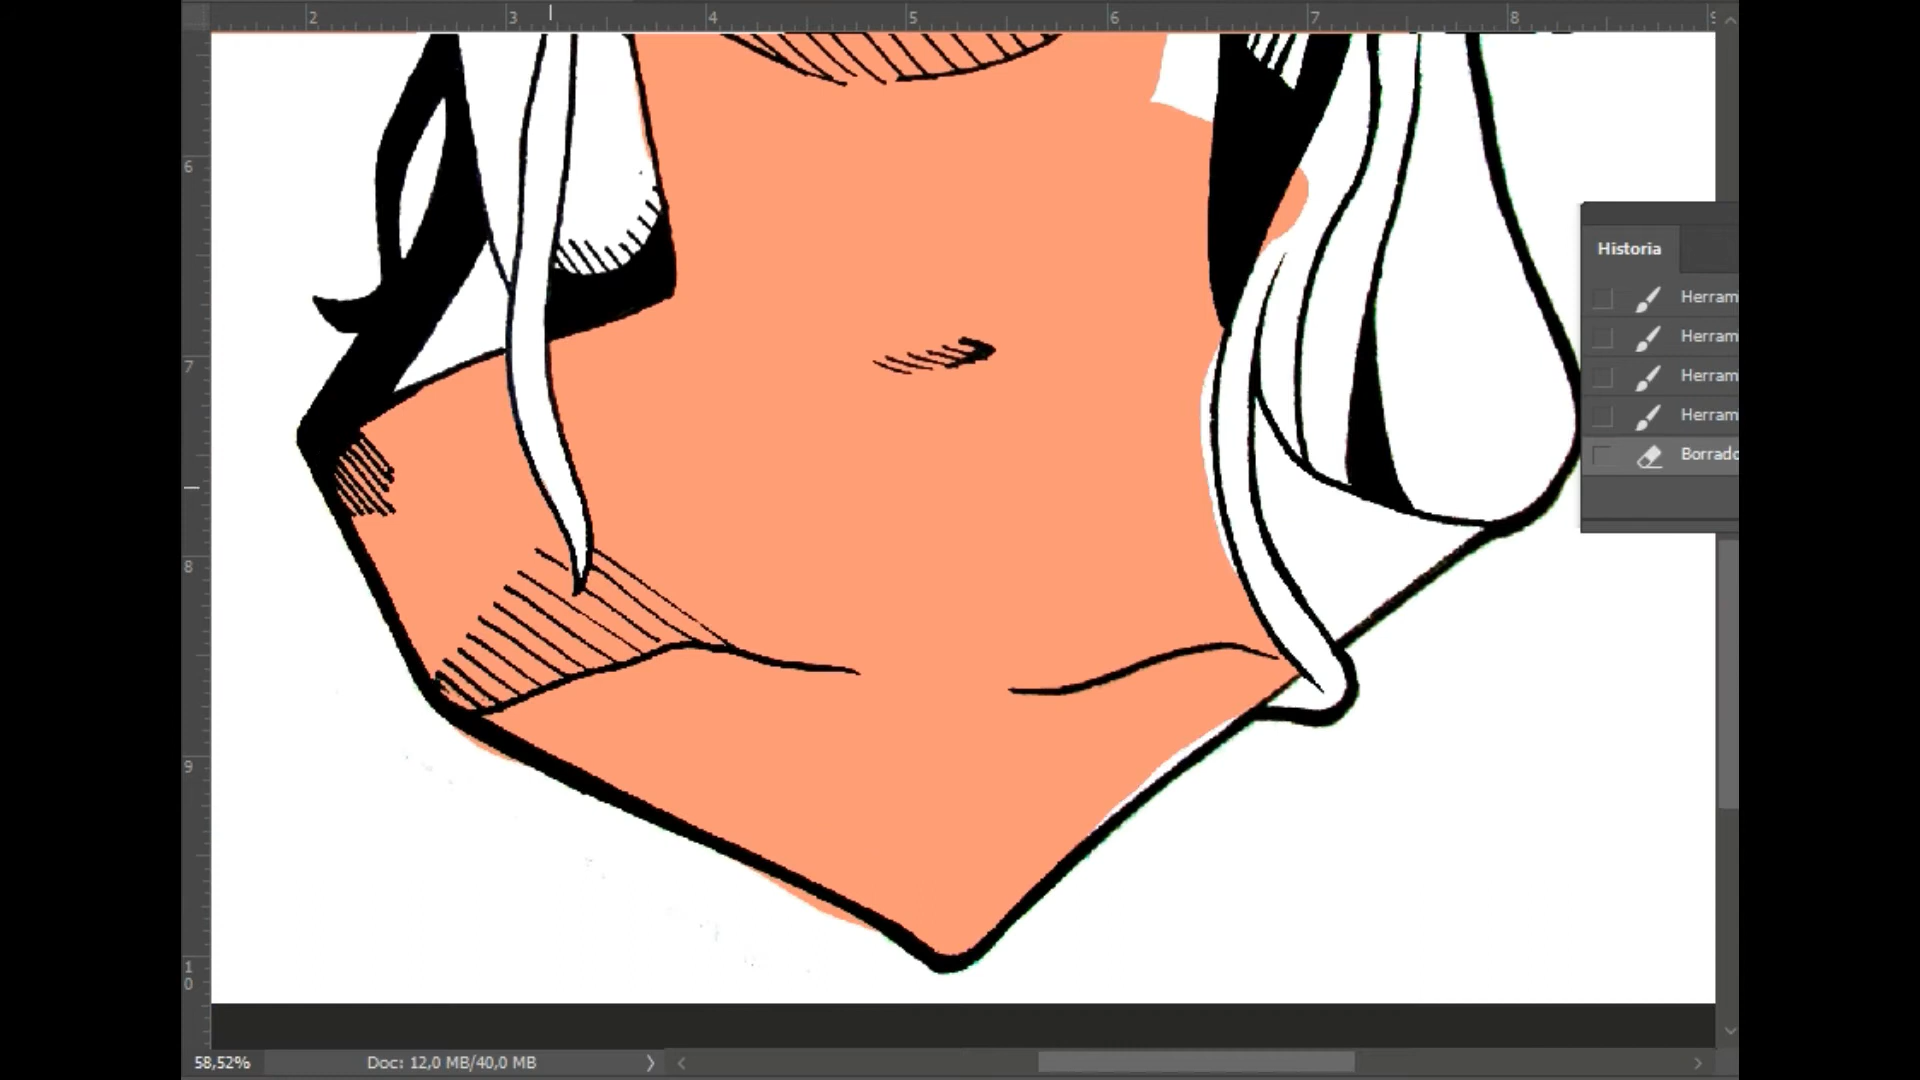 2 3 4 5 6 7 8 9
6
7
8
9
1
0
Historia
Herram
Herram
Herram
Herram
Borrado
58,52% Doc: 12,0 MB/40,0 MB